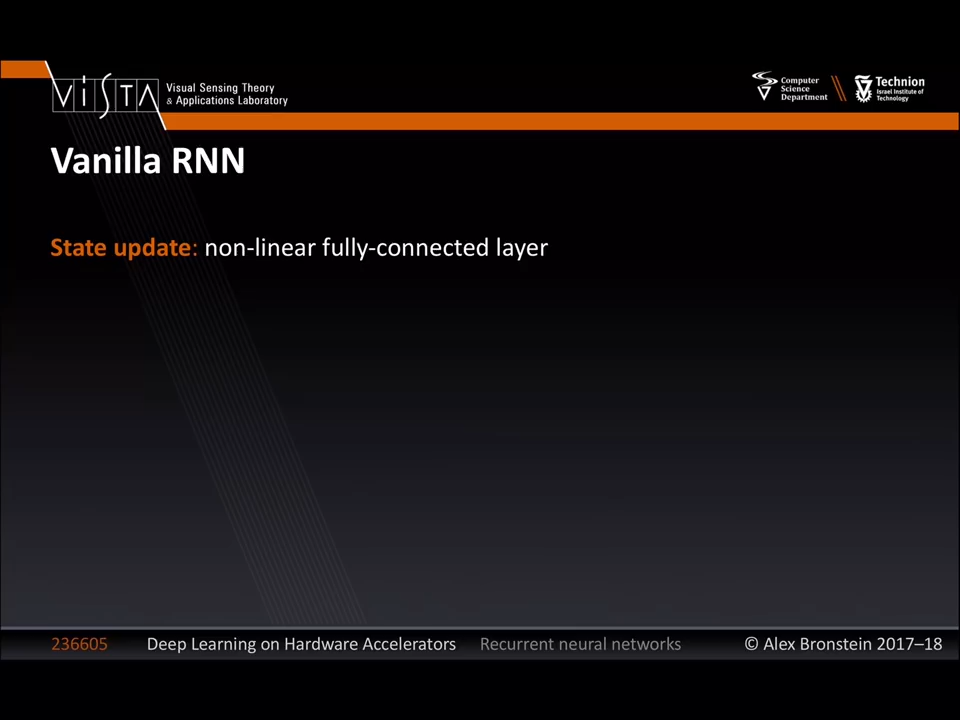 ViSTA
Visual Sensing Theory
& Applications Laboratory
Computer
Science
Department
Technion
Israel Institute of
Technology
Vanilla RNN
State update: non-linear fully-connected layer
236605 Deep Learning on Hardware Accelerators Recurrent neural networks © Alex Bronstein 2017–18